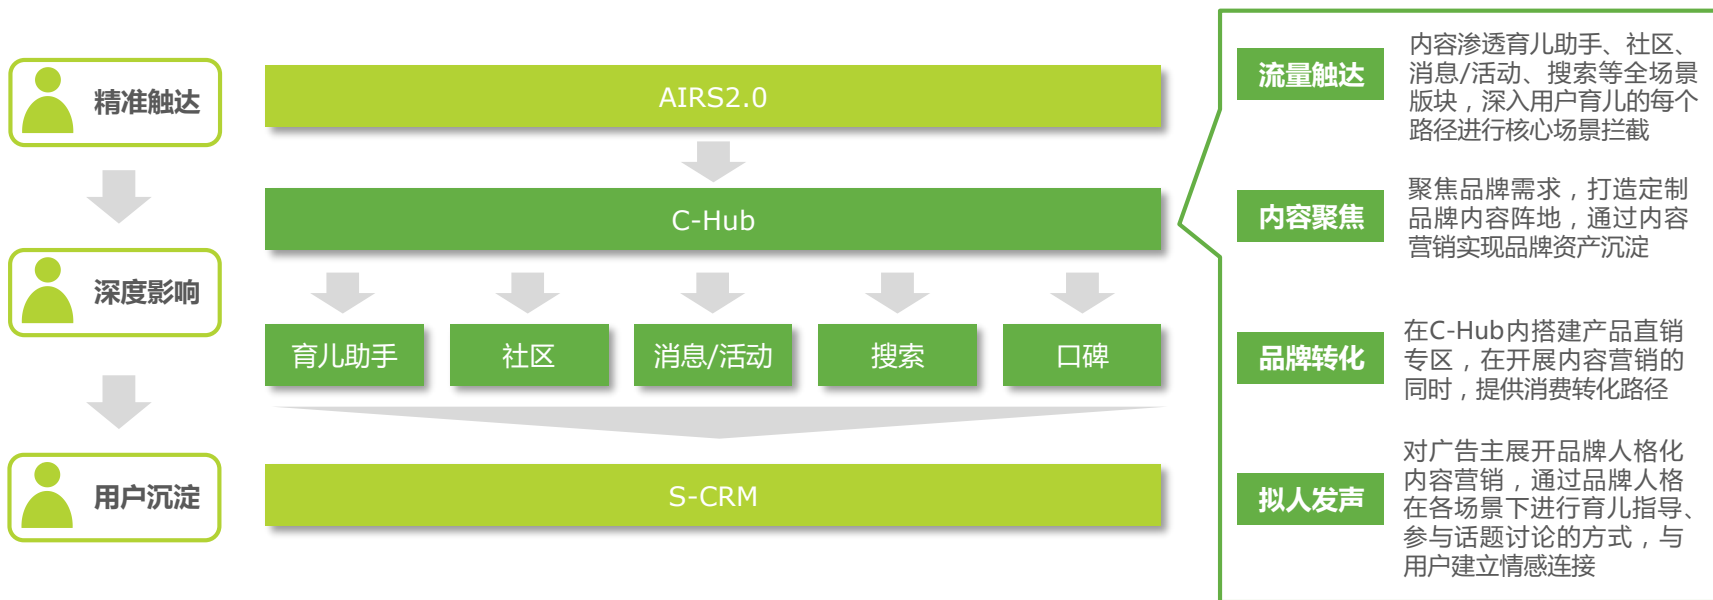 精准触达
深度影响
用户沉淀
AIRS2.0
C-Hub
育儿助手
社区
消息/活动
搜索
口碑
S-CRM
流量触达
内容渗透育儿助手、社区、
消息/活动、搜索等全场景
版块，深入用户育儿的每个
路径进行核心场景拦截
内容聚焦
聚焦品牌需求，打造定制
品牌内容阵地，通过内容
营销实现品牌资产沉淀
品牌转化
在C-Hub内搭建产品直销
专区，在开展内容营销的
同时，提供消费转化路径
拟人发声
对广告主展开品牌人格化
内容营销，通过品牌人格
在各场景下进行育儿指导、
参与话题讨论的方式，与
用户建立情感连接